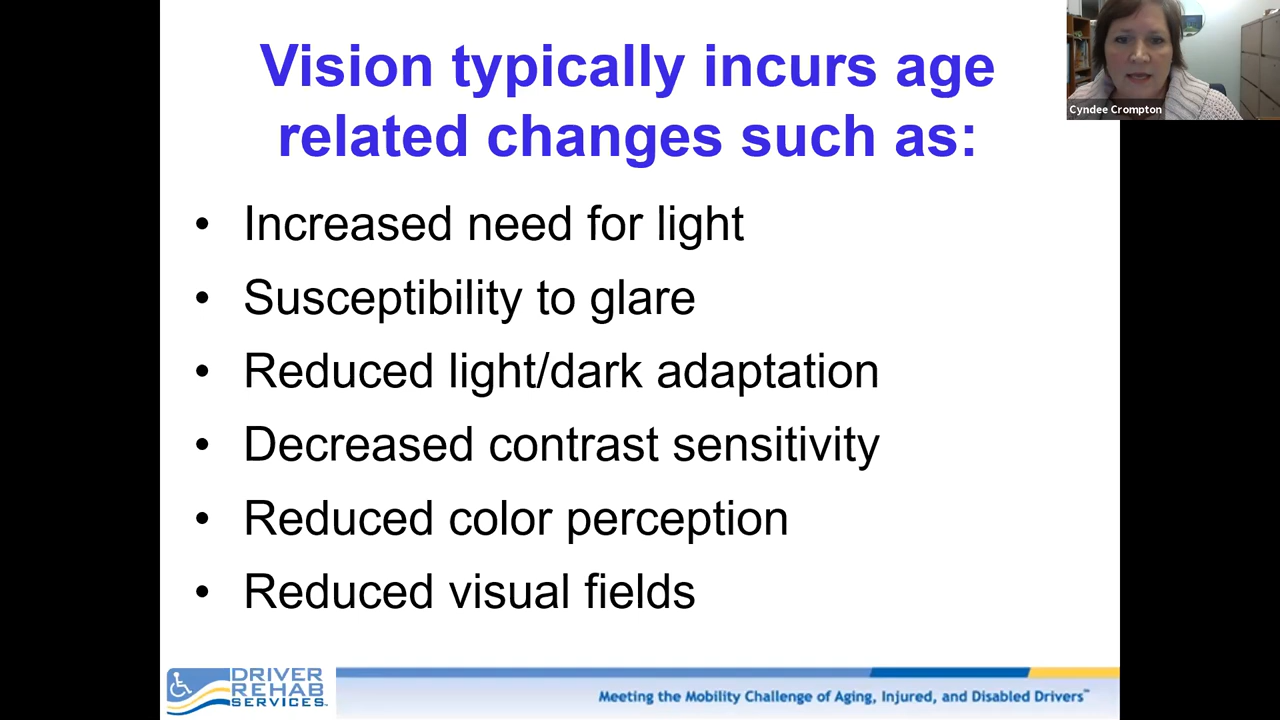 Vision typically incurs age
related changes such as:
Cyndee Crompton
• Increased need for light
• Susceptibility to glare
• Reduced light/dark adaptation
• Decreased contrast sensitivity
• Reduced color perception
• Reduced visual fields
DRIVER
REHAB
SERVICES
Meeting the Mobility Challenge of Aging, Injured, and Disabled Drivers™